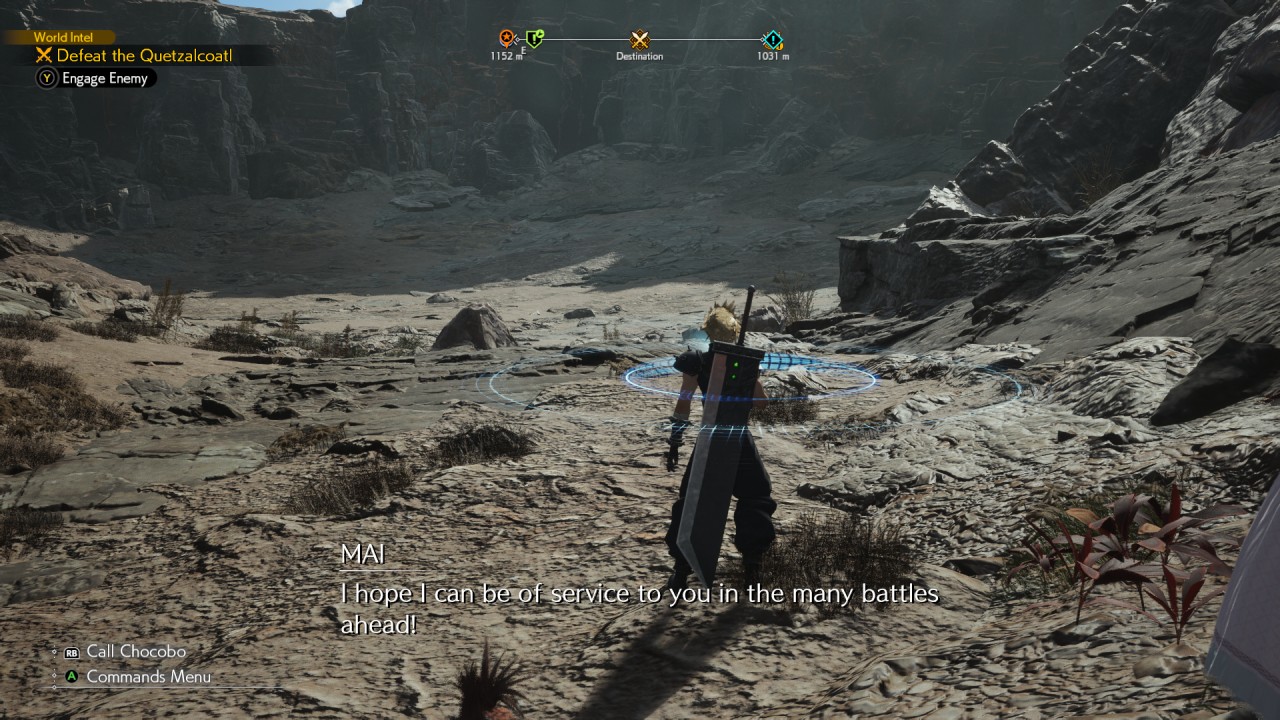 World Intel
Defeat the Quetzalcoatl
Y Engage Enemy
1152 m
E
Destination
1031 m
MAI
I hope I can be of service to you in the many battles
ahead!
RB Call Chocobo
A Commands Menu